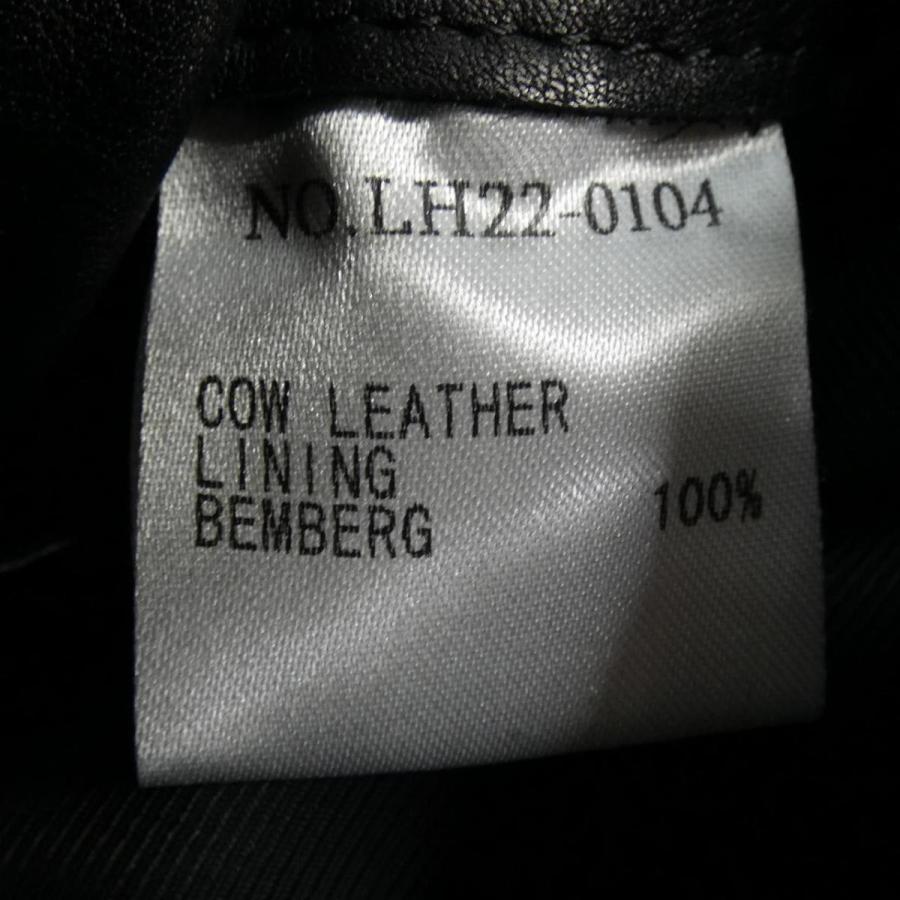 NO.LH22-0104
COW LEATHER
LINING
BEMBERG 100%